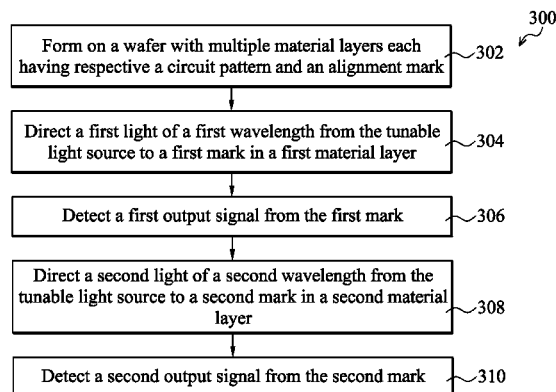 300
Form on a wafer with multiple material layers each
having respective a circuit pattern and an alignment mark
302
Direct a first light of a first wavelength from the tunable
light source to a first mark in a first material layer
304
Detect a first output signal from the first mark
306
Direct a second light of a second wavelength from the
tunable light source to a second mark in a second material
layer
308
Detect a second output signal from the second mark
310